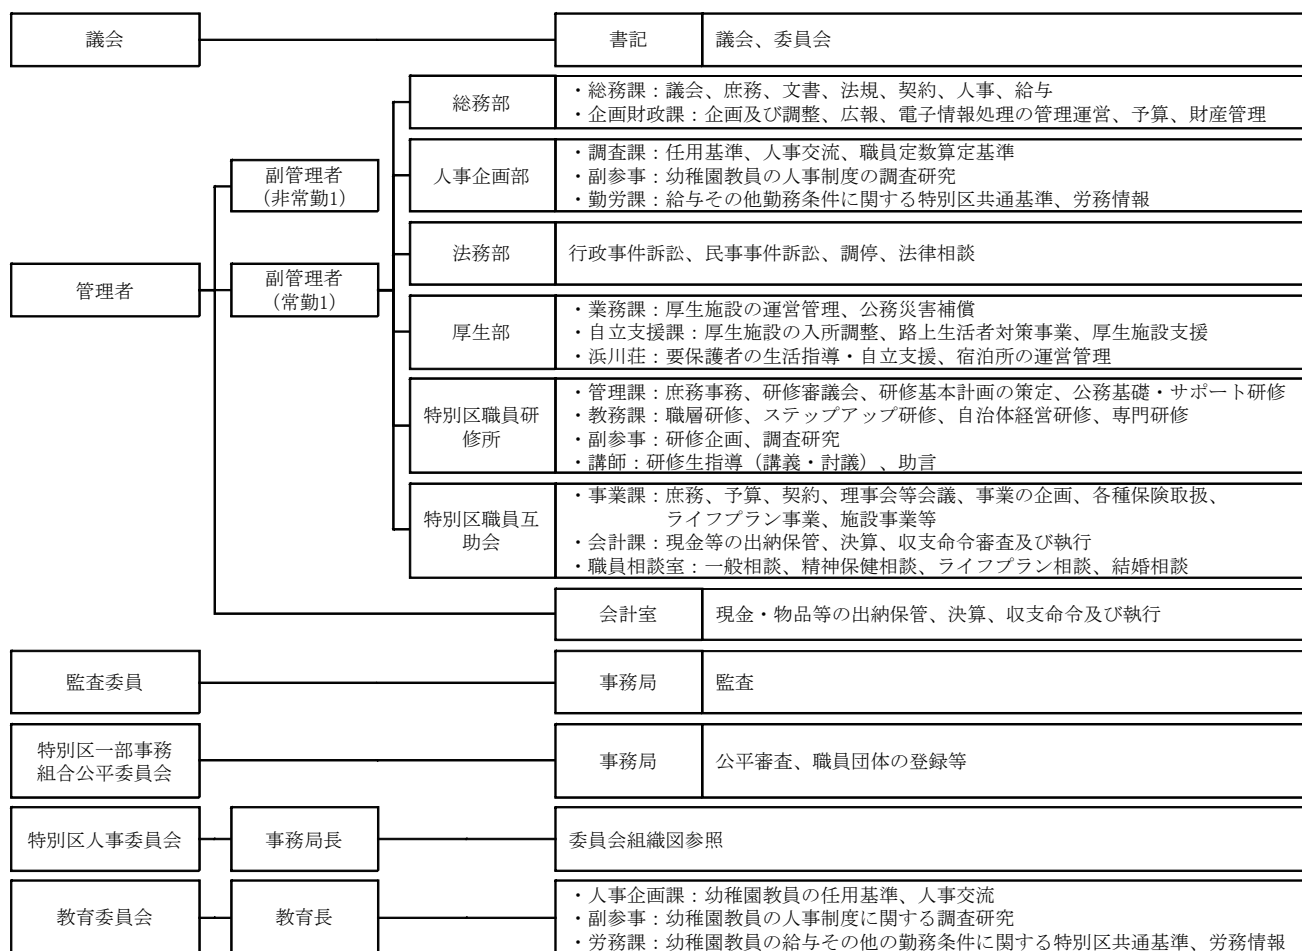 議会
書記
議会、委員会
総務部
・総務課：議会、庶務、文書、法規、契約、人事、給与
・企画財政課：企画及び調整、広報、電子情報処理の管理運営、予算、財産管理
副管理者
(非常勤1)
人事企画部
・調査課：任用基準、人事交流、職員定数算定基準
・副参事：幼稚園教員の人事制度の調査研究
・勤労課：給与その他勤務条件に関する特別区共通基準、労務情報
管理者
副管理者
(常勤1)
法務部
行政事件訴訟、民事事件訴訟、調停、法律相談
厚生部
・業務課：厚生施設の運営管理、公務災害補償
・自立支援課：厚生施設の入所調整、路上生活者対策事業、厚生施設支援
・浜川荘：要保護者の生活指導・自立支援、宿泊所の運営管理
特別区職員研
修所
・管理課：庶務事務、研修審議会、研修基本計画の策定、公務基礎・サポート研修
・教務課：職層研修、ステップアップ研修、自治体経営研修、専門研修
・副参事：研修企画、調査研究
・講師：研修生指導（講義・討議）、助言
特別区職員互
助会
・事業課：庶務、予算、契約、理事会等会議、事業の企画、各種保険取扱、
ライフプラン事業、施設事業等
・会計課：現金等の出納保管、決算、収支命令審査及び執行
・職員相談室：一般相談、精神保健相談、ライフプラン相談、結婚相談
会計室
現金・物品等の出納保管、決算、収支命令及び執行
監査委員
事務局
監査
特別区一部事務
組合公平委員会
事務局
公平審査、職員団体の登録等
特別区人事委員会
事務局長
委員会組織図参照
教育委員会
教育長
・人事企画課：幼稚園教員の任用基準、人事交流
・副参事：幼稚園教員の人事制度に関する調査研究
・労務課：幼稚園教員の給与その他の勤務条件に関する特別区共通基準、労務情報